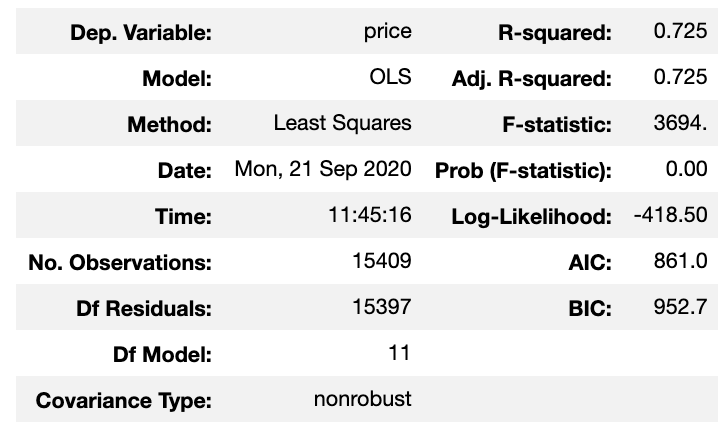 Dep. Variable: price R-squared: 0.725
Model: OLS Adj. R-squared: 0.725
Method: Least Squares F-statistic: 3694.
Date: Mon, 21 Sep 2020 Prob (F-statistic): 0.00
Time: 11:45:16 Log-Likelihood: -418.50
No. Observations: 15409 AIC: 861.0
Df Residuals: 15397 BIC: 952.7
Df Model: 11
Covariance Type: nonrobust